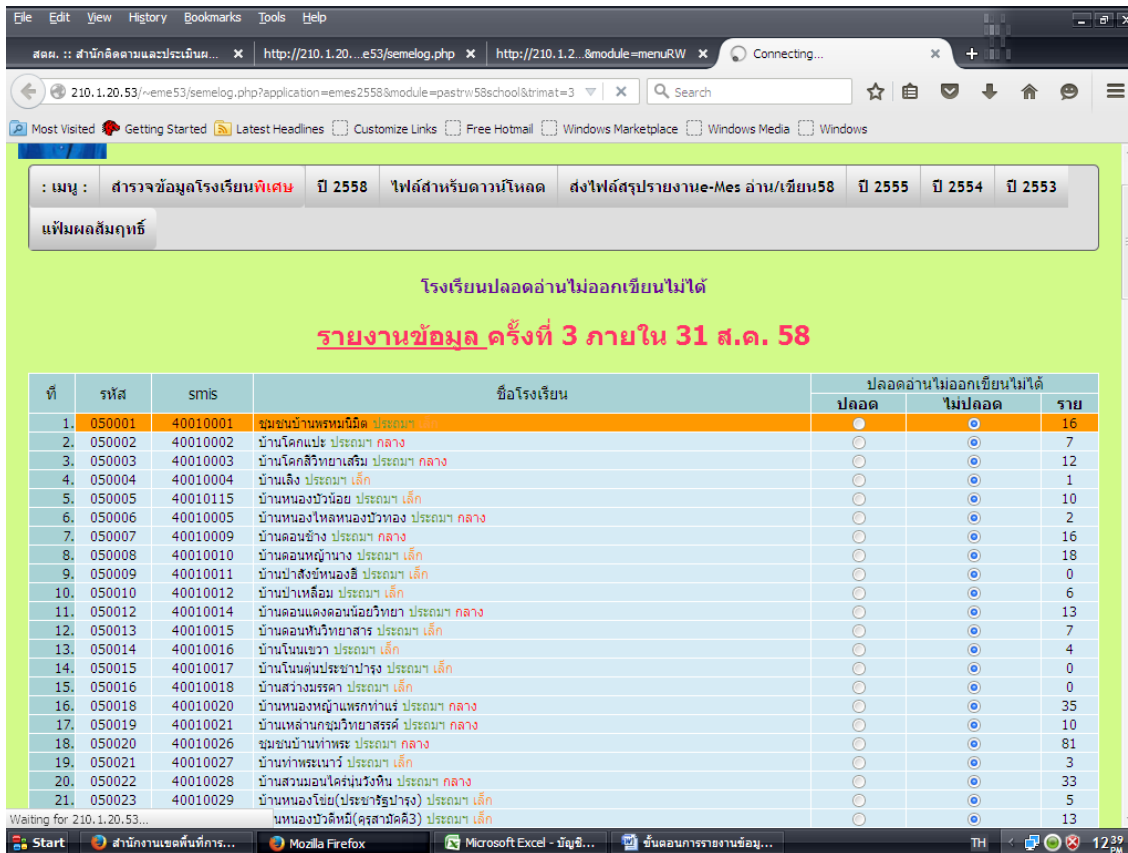 File Edit View History Bookmarks Tools Help
สตผ. :: สำนักติดตามและประเมินผ... × http://210.1.20....e53/semelog.php × http://210.1.2...&module=menuRW × Connecting... × +
210.1.20.53/~eme53/semelog.php?application=emes2558&module=pastrw58school&trimat=3 Search
Most Visited Getting Started Latest Headlines Customize Links Free Hotmail Windows Marketplace Windows Media Windows
: เมนู : สำรวจข้อมูลโรงเรียนพิเศษ ปี 2558 ไฟล์สำหรับดาวน์โหลด ส่งไฟล์สรุปรายงานe-Mes อ่าน/เขียน58 ปี 2555 ปี 2554 ปี 2553
แฟ้มผลสัมฤทธิ์
โรงเรียนปลอดอ่านไม่ออกเขียนไม่ได้
รายงานข้อมูล ครั้งที่ 3 ภายใน 31 ส.ค. 58
ที่ รหัส smis ชื่อโรงเรียน ปลอดอ่านไม่ออกเขียนไม่ได้
ปลอด ไม่ปลอด ราย
1. 050001 40010001 ชุมชนบ้านพรหมนิมิต ประถมฯ 16
2. 050002 40010002 บ้านโคกแปะ ประถมฯ กลาง 7
3. 050003 40010003 บ้านโคกสีวิทยาเสริม ประถมฯ กลาง 12
4. 050004 40010004 บ้านเลิง ประถมฯ เล็ก 1
5. 050005 40010115 บ้านหนองบัวน้อย ประถมฯ เล็ก 10
6. 050006 40010005 บ้านหนองไหลหนองบัวทอง ประถมฯ กลาง 2
7. 050007 40010009 บ้านดอนช้าง ประถมฯ กลาง 16
8. 050008 40010010 บ้านดอนหญ้านาง ประถมฯ เล็ก 18
9. 050009 40010011 บ้านป่าสังข์หนองฮี ประถมฯ เล็ก 0
10. 050010 40010012 บ้านป่าเหลื่อม ประถมฯ เล็ก 6
11. 050012 40010014 บ้านดอนแดงดอนน้อยวิทยา ประถมฯ กลาง 13
12. 050013 40010015 บ้านดอนหันวิทยาสาร ประถมฯ เล็ก 7
13. 050014 40010016 บ้านโนนเขวา ประถมฯ เล็ก 4
14. 050015 40010017 บ้านโนนตุ่นประชาบำรุง ประถมฯ เล็ก 0
15. 050016 40010018 บ้านสว่างมรรคา ประถมฯ เล็ก 0
16. 050018 40010020 บ้านหนองหญ้าแพรกท่าแร่ ประถมฯ กลาง 35
17. 050019 40010021 บ้านเหล่านกชุมวิทยาสรรค์ ประถมฯ กลาง 10
18. 050020 40010026 ชุมชนบ้านท่าพระ ประถมฯ กลาง 81
19. 050021 40010027 บ้านท่าพระเนาว์ ประถมฯ เล็ก 3
20. 050022 40010028 บ้านสวนมอนไคร่นุ่นวังหิน ประถมฯ กลาง 33
21. 050023 40010029 บ้านหนองโข่ย(ประชารัฐบำรุง) ประถมฯ เล็ก 5
Waiting for 210.1.20.53... านหนองบัวดีหมี(คุรุสามัคคี3) ประถมฯ เล็ก 13
Start สำนักงานเขตพื้นที่การ... Mozilla Firefox Microsoft Excel - บัญชี... ขั้นตอนการรายงานข้อมู... TH 12 39 PM